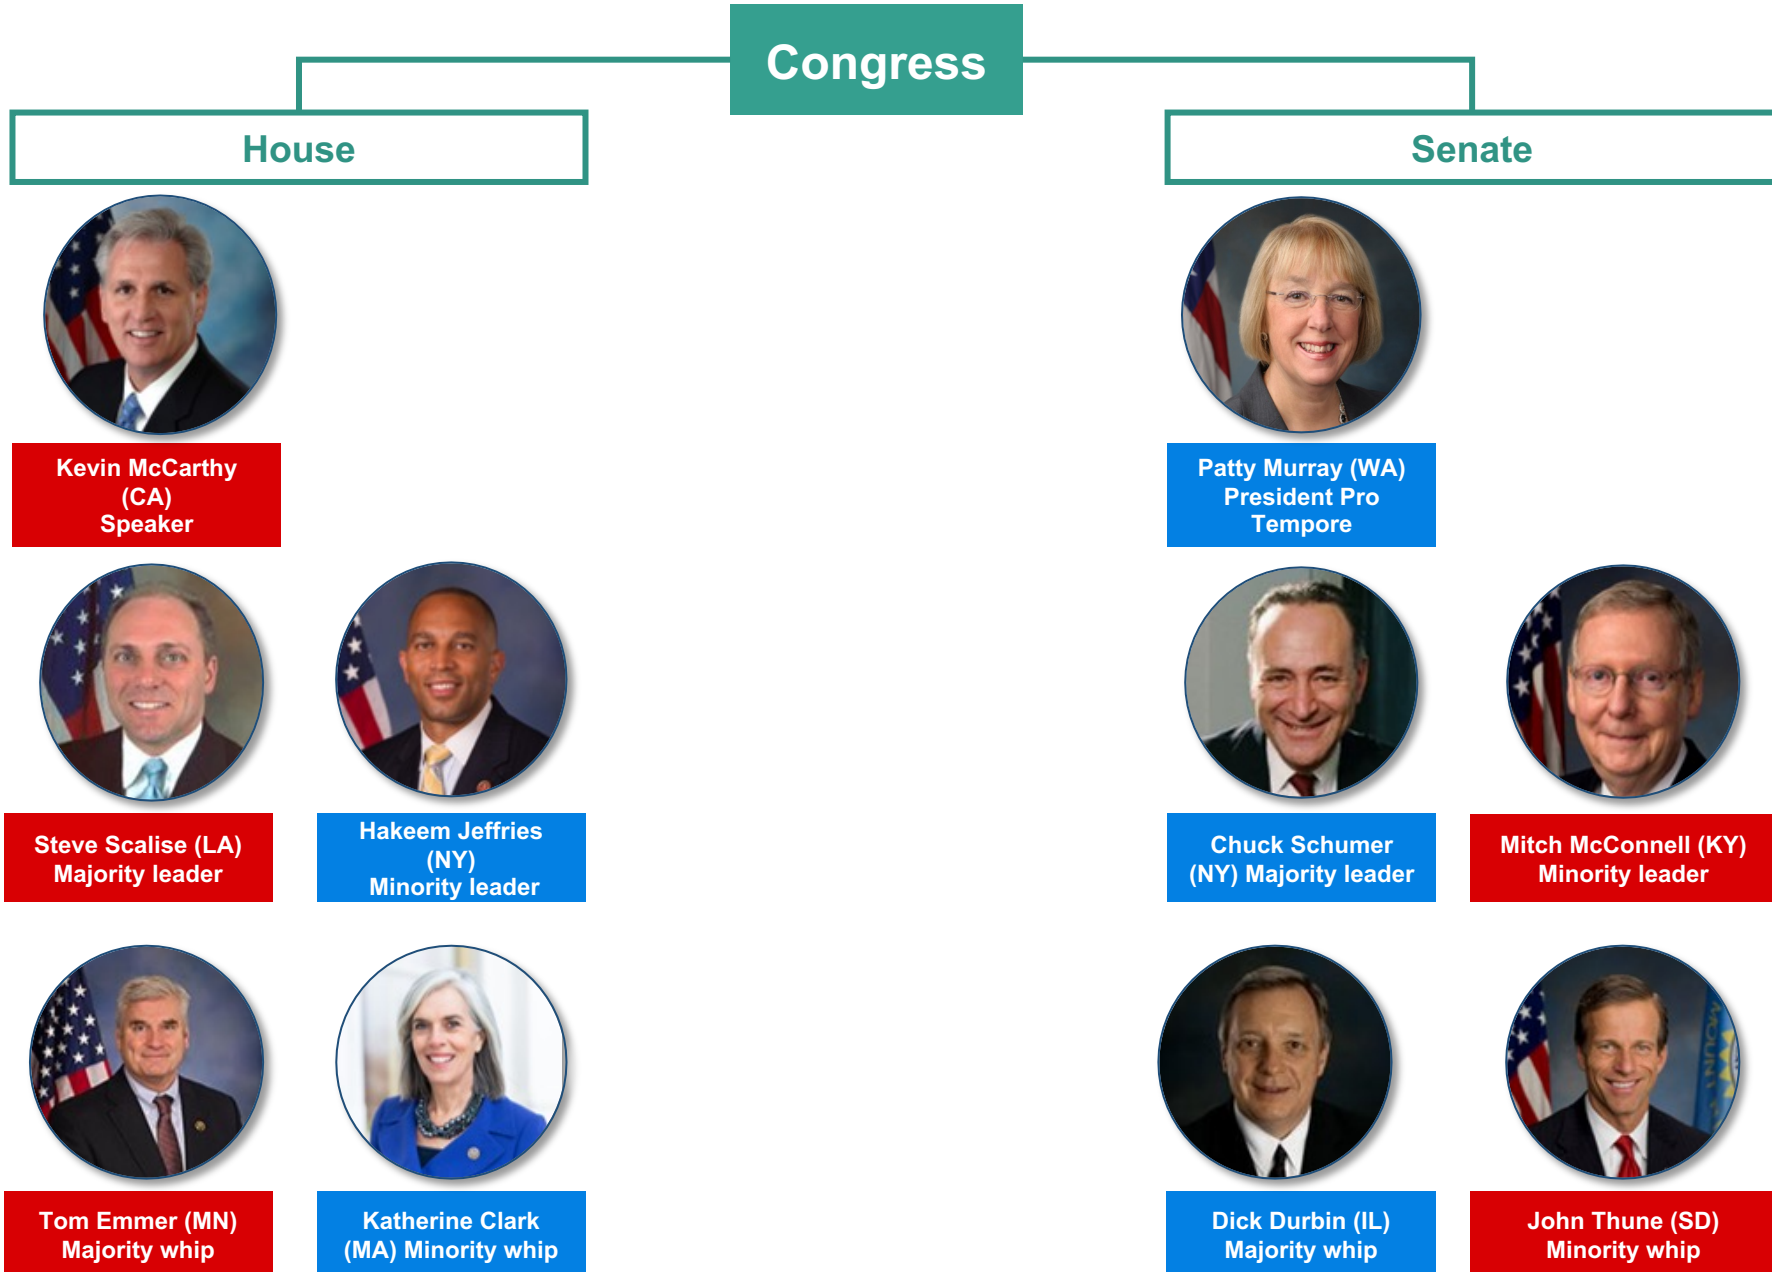 Congress
House
Senate
Kevin McCarthy
(CA)
Speaker
Patty Murray (WA)
President Pro
Tempore
Steve Scalise (LA)
Majority leader
Hakeem Jeffries
(NY)
Minority leader
Chuck Schumer
(NY) Majority leader
Mitch McConnell (KY)
Minority leader
Tom Emmer (MN)
Majority whip
Katherine Clark
(MA) Minority whip
Dick Durbin (IL)
Majority whip
MOUNT
John Thune (SD)
Minority whip